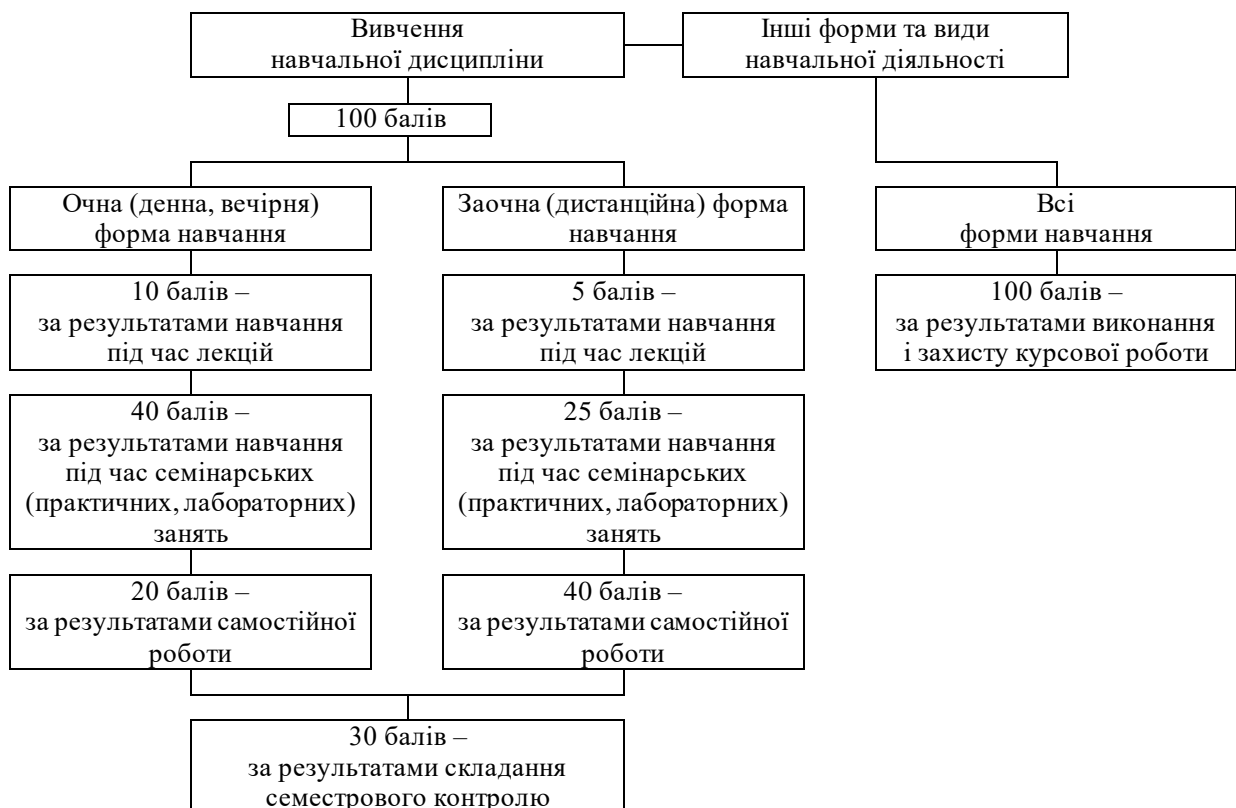 Вивчення
навчальної дисципліни
Інші форми та види
навчальної діяльності
100 балів
Очна (денна, вечірня)
форма навчання
Заочна (дистанційна) форма
навчання
Всі
форми навчання
10 балів –
за результатами навчання
під час лекцій
5 балів –
за результатами навчання
під час лекцій
100 балів –
за результатами виконання
і захисту курсової роботи
40 балів –
за результатами навчання
під час семінарських
(практичних, лабораторних)
занять
25 балів –
за результатами навчання
під час семінарських
(практичних, лабораторних)
занять
20 балів –
за результатами самостійної
роботи
40 балів –
за результатами самостійної
роботи
30 балів –
за результатами складання
семестрового контролю